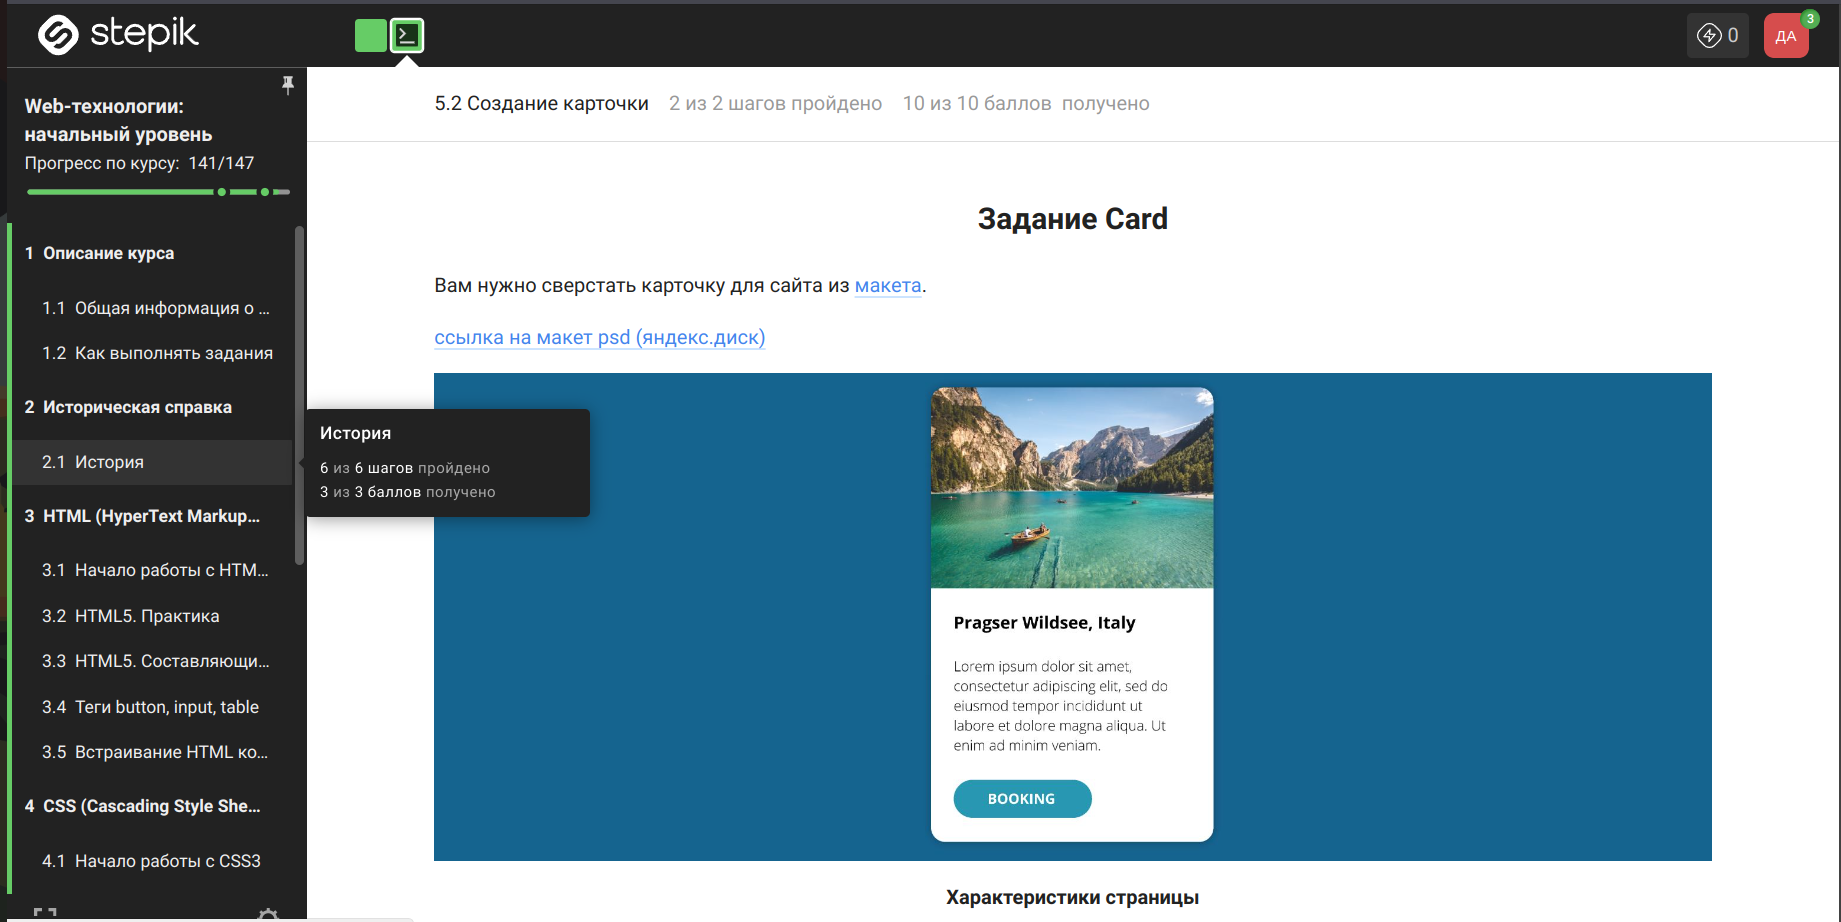 stepik
0
ДА
3
Web-технологии:
начальный уровень
Прогресс по курсу: 141/147
1 Описание курса
1.1 Общая информация о ...
1.2 Как выполнять задания
2 Историческая справка
2.1 История
3 HTML (HyperText Markup...
3.1 Начало работы с HTM...
3.2 HTML5. Практика
3.3 HTML5. Составляющи...
3.4 Теги button, input, table
3.5 Встраивание HTML ко...
4 CSS (Cascading Style She...
4.1 Начало работы с CSS3
История
6 из 6 шагов пройдено
3 из 3 баллов получено
5.2 Создание карточки 2 из 2 шагов пройдено 10 из 10 баллов получено
Задание Card
Вам нужно сверстать карточку для сайта из макета.
ссылка на макет psd (яндекс.диск)
Pragser Wildsee, Italy
Lorem ipsum dolor sit amet,
consectetur adipiscing elit, sed do
eiusmod tempor incididunt ut
labore et dolore magna aliqua. Ut
enim ad minim veniam.
BOOKING
Характеристики страницы